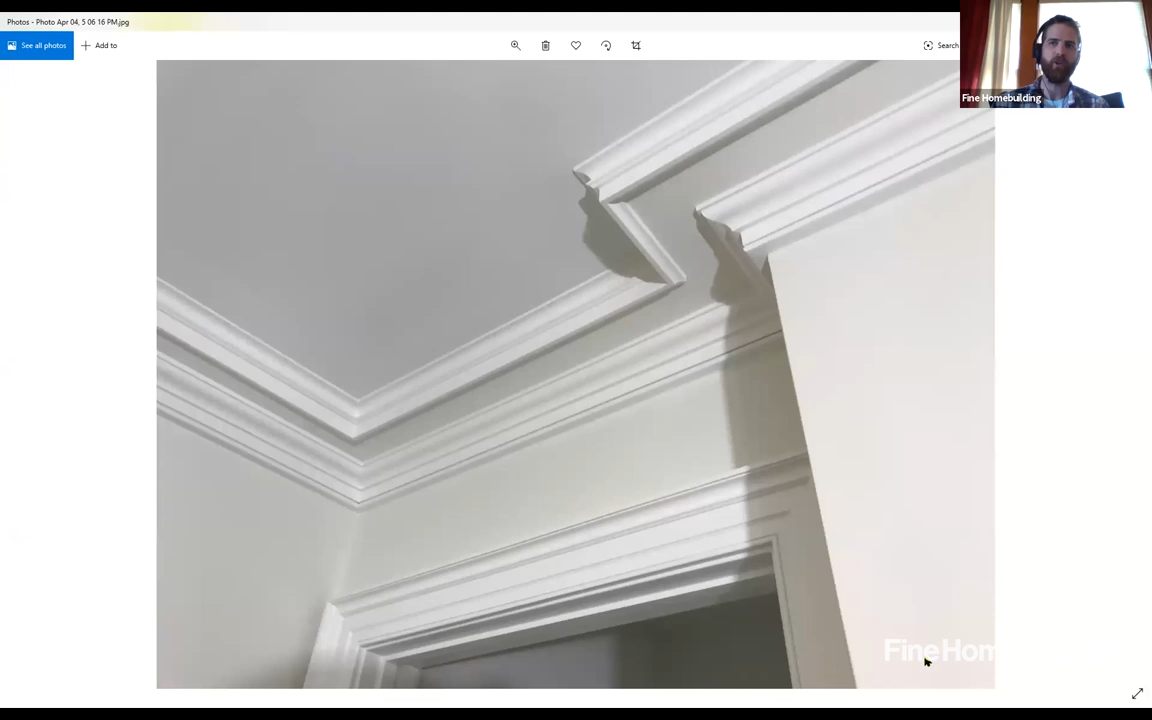 Photos - Photo Apr 04, 5 06 16 PM.jpg
See all photos
Add to
Search
Fine Homebuilding
FineHom